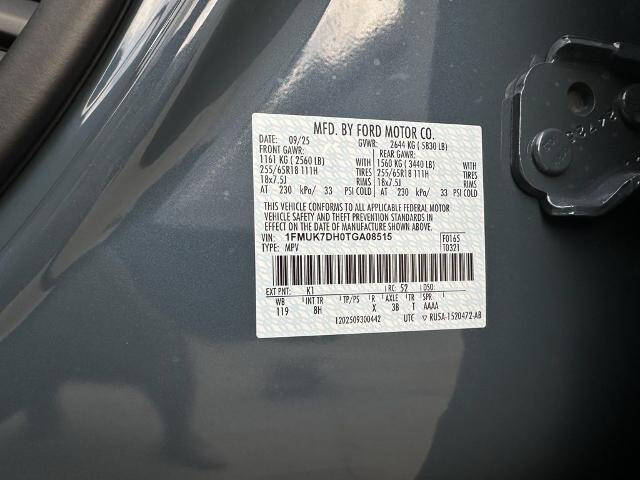 MFD. BY FORD MOTOR CO.
DATE: 09/25 GVWR: 2644 KG ( 5830 LB)
FRONT GAWR: REAR GAWR:
1161 KG ( 2560 LB) WITH 1560 KG ( 3440 LB) WITH
255/65R18 111H TIRES 255/65R18 111H TIRES
18x7.5J RIMS 18x7.5J RIMS
AT 230 kPa/ 33 PSI COLD AT 230 kPa/ 33 PSI COLD
THIS VEHICLE CONFORMS TO ALL APPLICABLE FEDERAL MOTOR
VEHICLE SAFETY AND THEFT PREVENTION STANDARDS IN
EFFECT ON THE DATE OF MANUFACTURE SHOWN ABOVE.
VIN: 1FMUK7DH0TGA08515 F0165
TYPE: MPV T0321
EXT PNT: K1 RC: 52 DSO:
WB INT TR TP/PS R AXLE TR SPR
119 8H X 3B T AAAA
1202509300442 UTC ▽ RU5A-1520472-AB